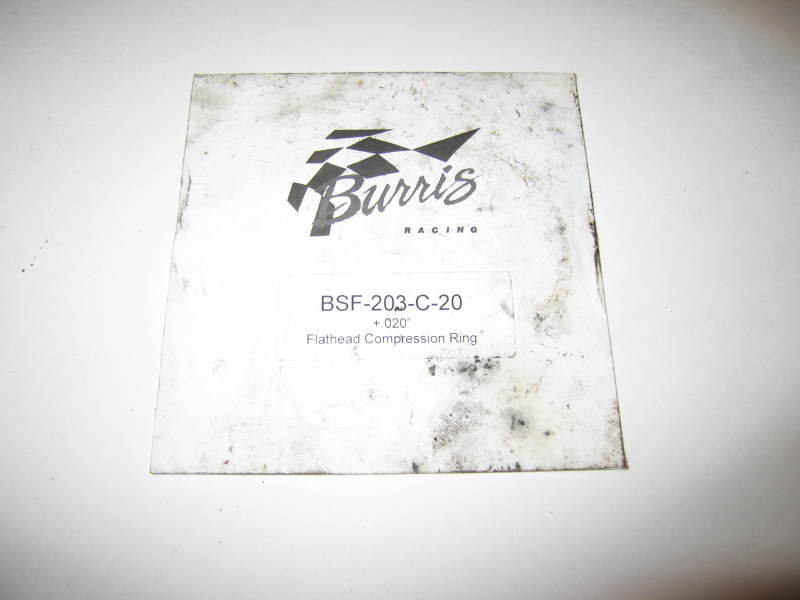 Burris
RACING
BSF-203-C-20
+.020"
Flathead Compression Ring